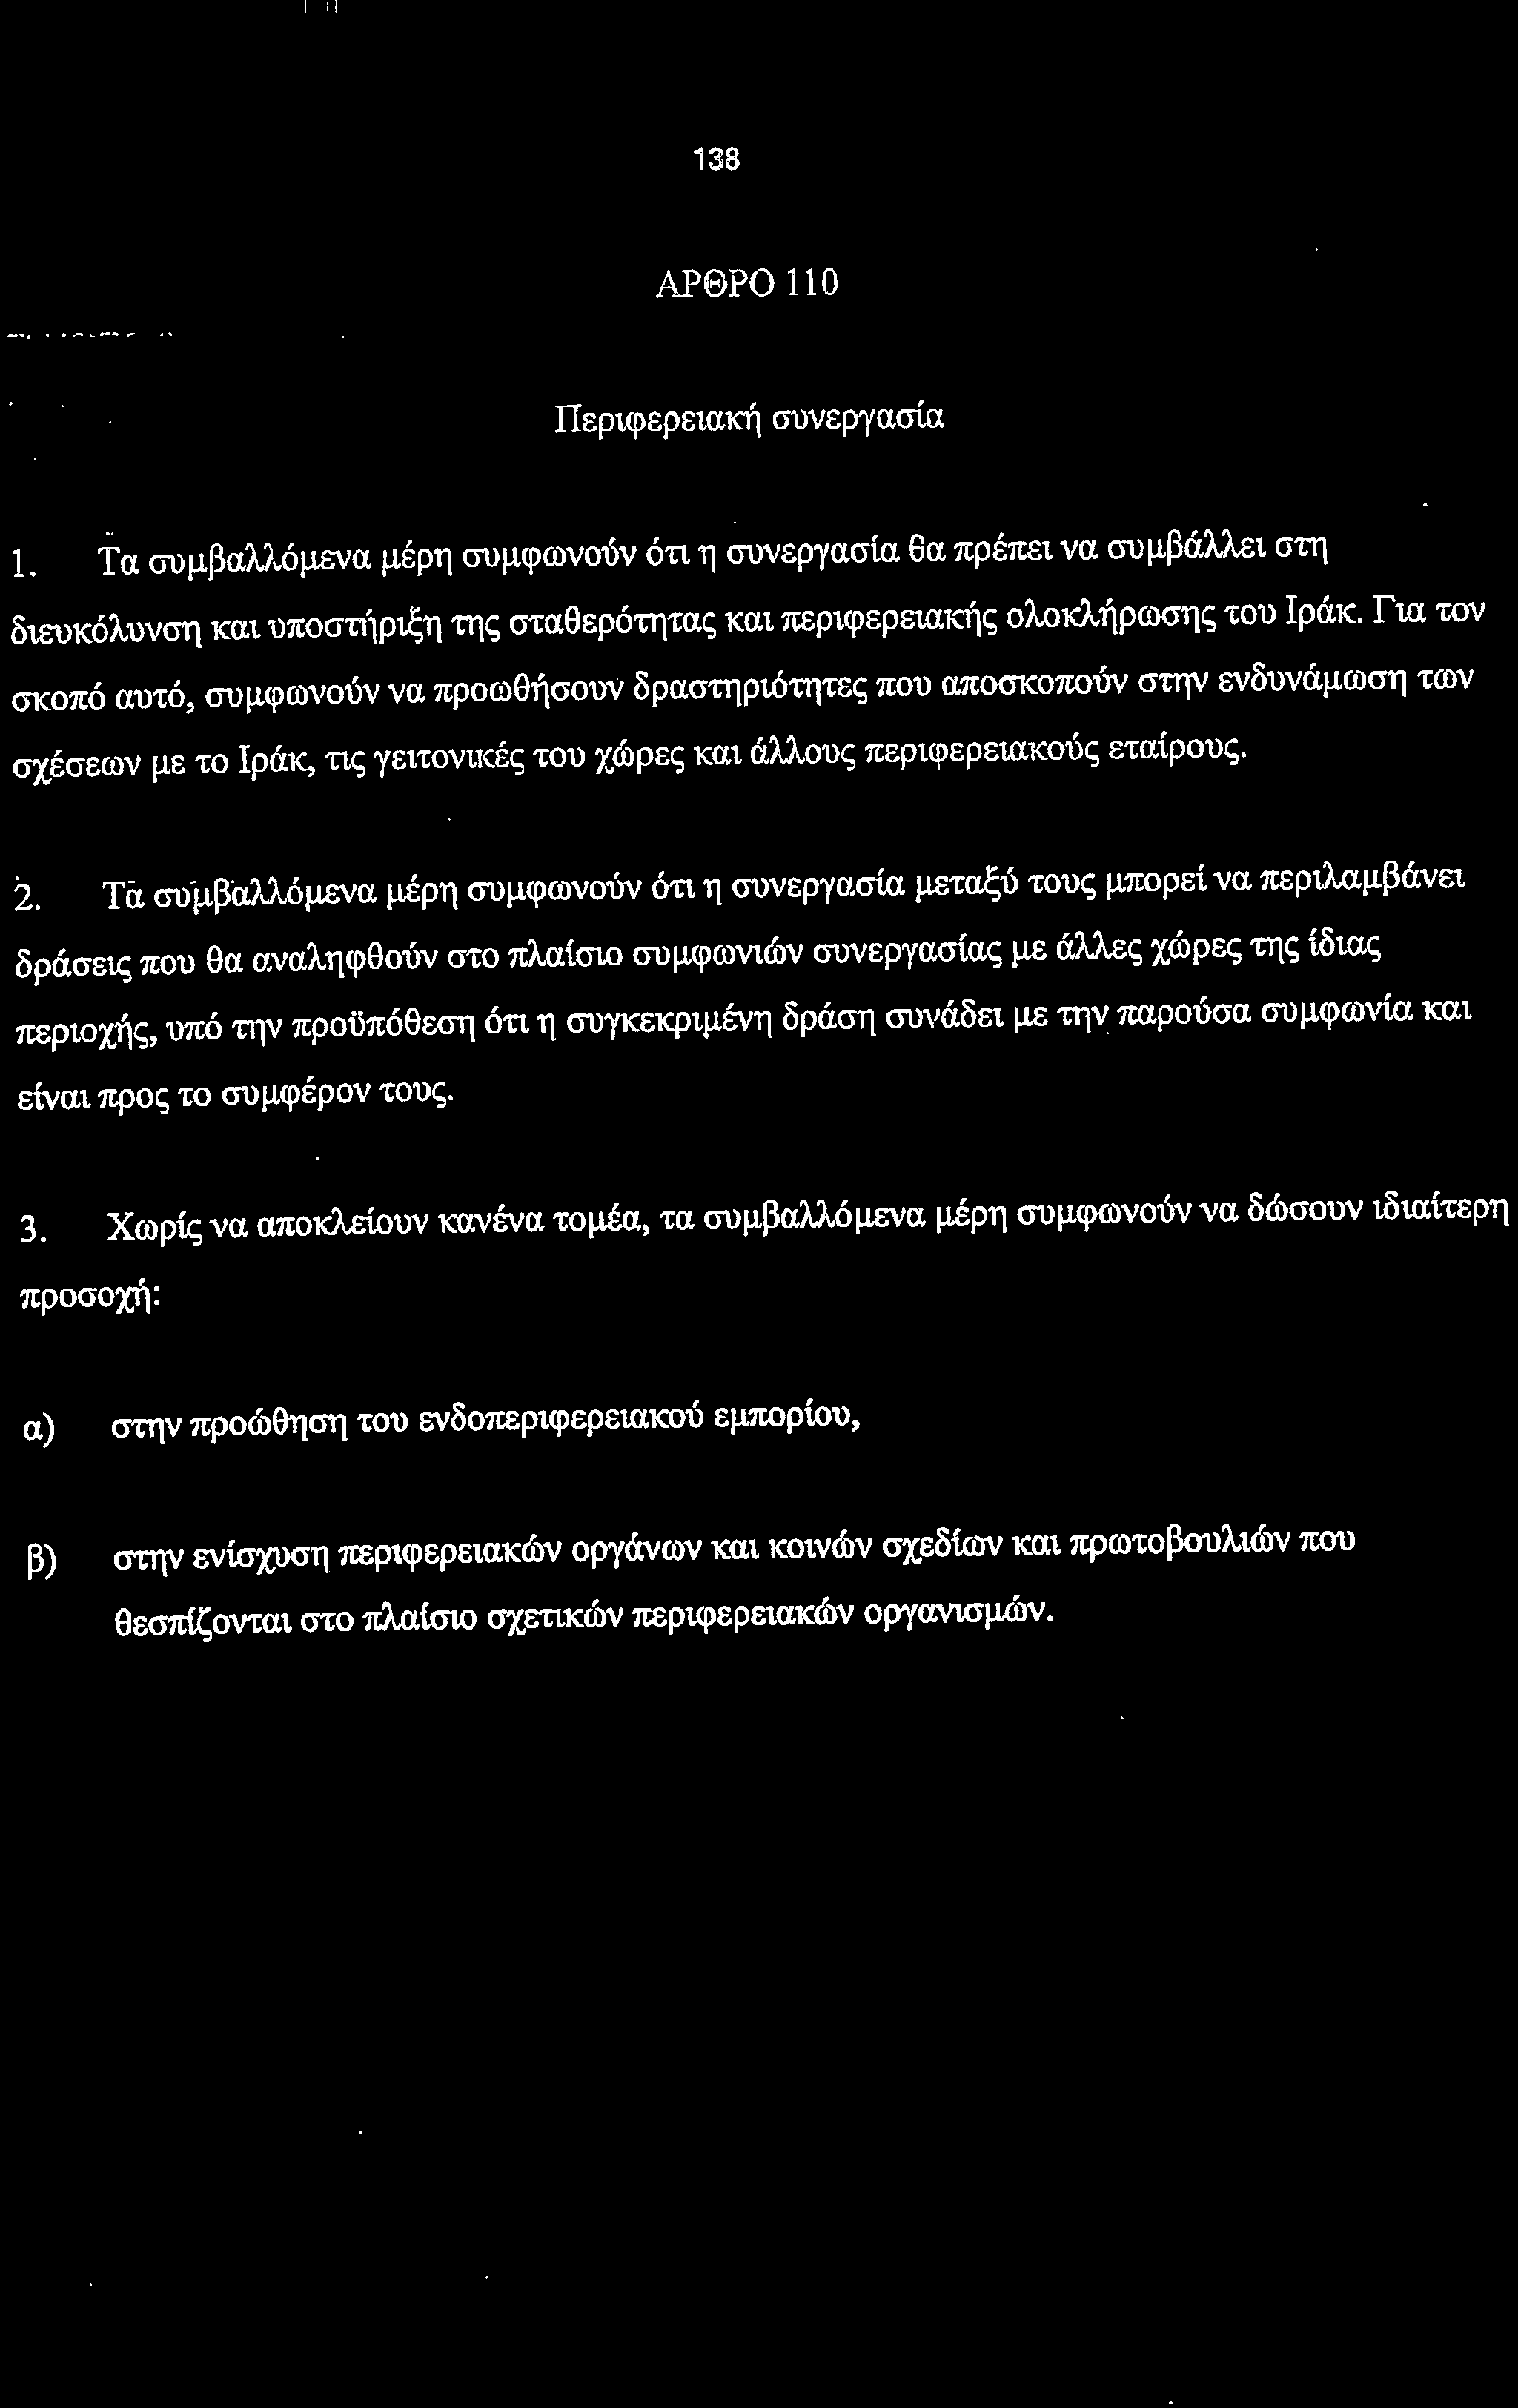 138
ΑΡΘΡΟ 110
Περιφερειακή συνεργασία
1. Τα συμβαλλόμενα μέρη συμφωνούν ότι η συνεργασία θα πρέπει να συμβάλλει στη
διευκόλυνση και υποστήριξη της σταθερότητας και περιφερειακής ολοκλήρωσης του Ιράκ. Για τον
σκοπό αυτό, συμφωνούν να προωθήσουν δραστηριότητες που αποσκοπούν στην ενδυνάμωση των
σχέσεων με το Ιράκ, τις γειτονικές του χώρες και άλλους περιφερειακούς εταίρους.
2. Τα συμβαλλόμενα μέρη συμφωνούν ότι η συνεργασία μεταξύ τους μπορεί να περιλαμβάνει
δράσεις που θα αναληφθούν στο πλαίσιο συμφωνιών συνεργασίας με άλλες χώρες της ίδιας
περιοχής, υπό την προϋπόθεση ότι η συγκεκριμένη δράση συνάδει με την παρούσα συμφωνία και
είναι προς το συμφέρον τους.
3. Χωρίς να αποκλείουν κανένα τομέα, τα συμβαλλόμενα μέρη συμφωνούν να δώσουν ιδιαίτερη
προσοχή:
α) στην προώθηση του ενδοπεριφερειακού εμπορίου,
β) στην ενίσχυση περιφερειακών οργάνων και κοινών σχεδίων και πρωτοβουλιών που
θεσπίζονται στο πλαίσιο σχετικών περιφερειακών οργανισμών.